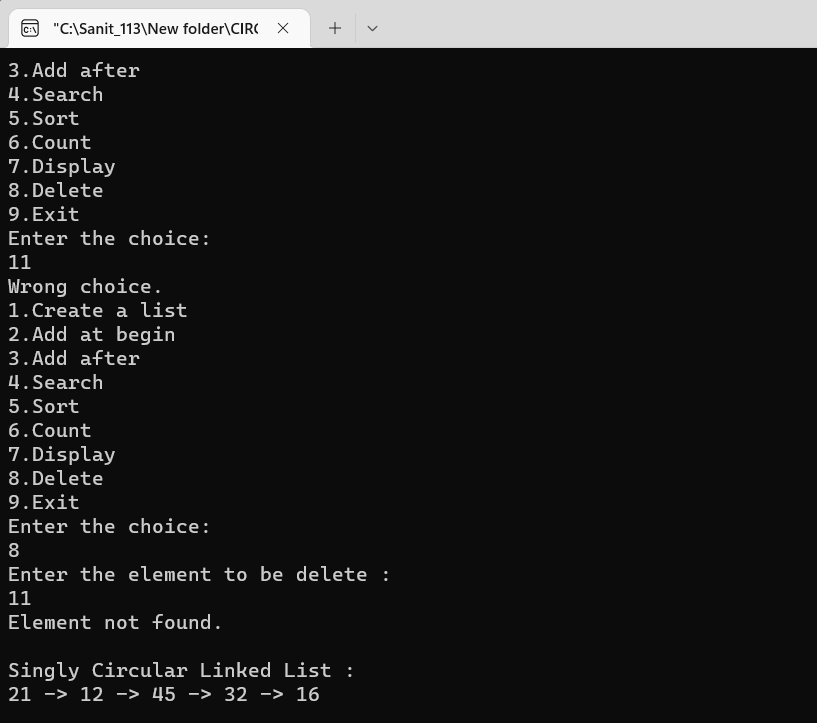 "C:\Sanit_113\New folder\CIRC
3.Add after
4.Search
5.Sort
6.Count
7.Display
8.Delete
9.Exit
Enter the choice:
11
Wrong choice.
1.Create a list
2.Add at begin
3.Add after
4.Search
5.Sort
6.Count
7.Display
8.Delete
9.Exit
Enter the choice:
8
Enter the element to be delete :
11
Element not found.
Singly Circular Linked List :
21 -> 12 -> 45 -> 32 -> 16